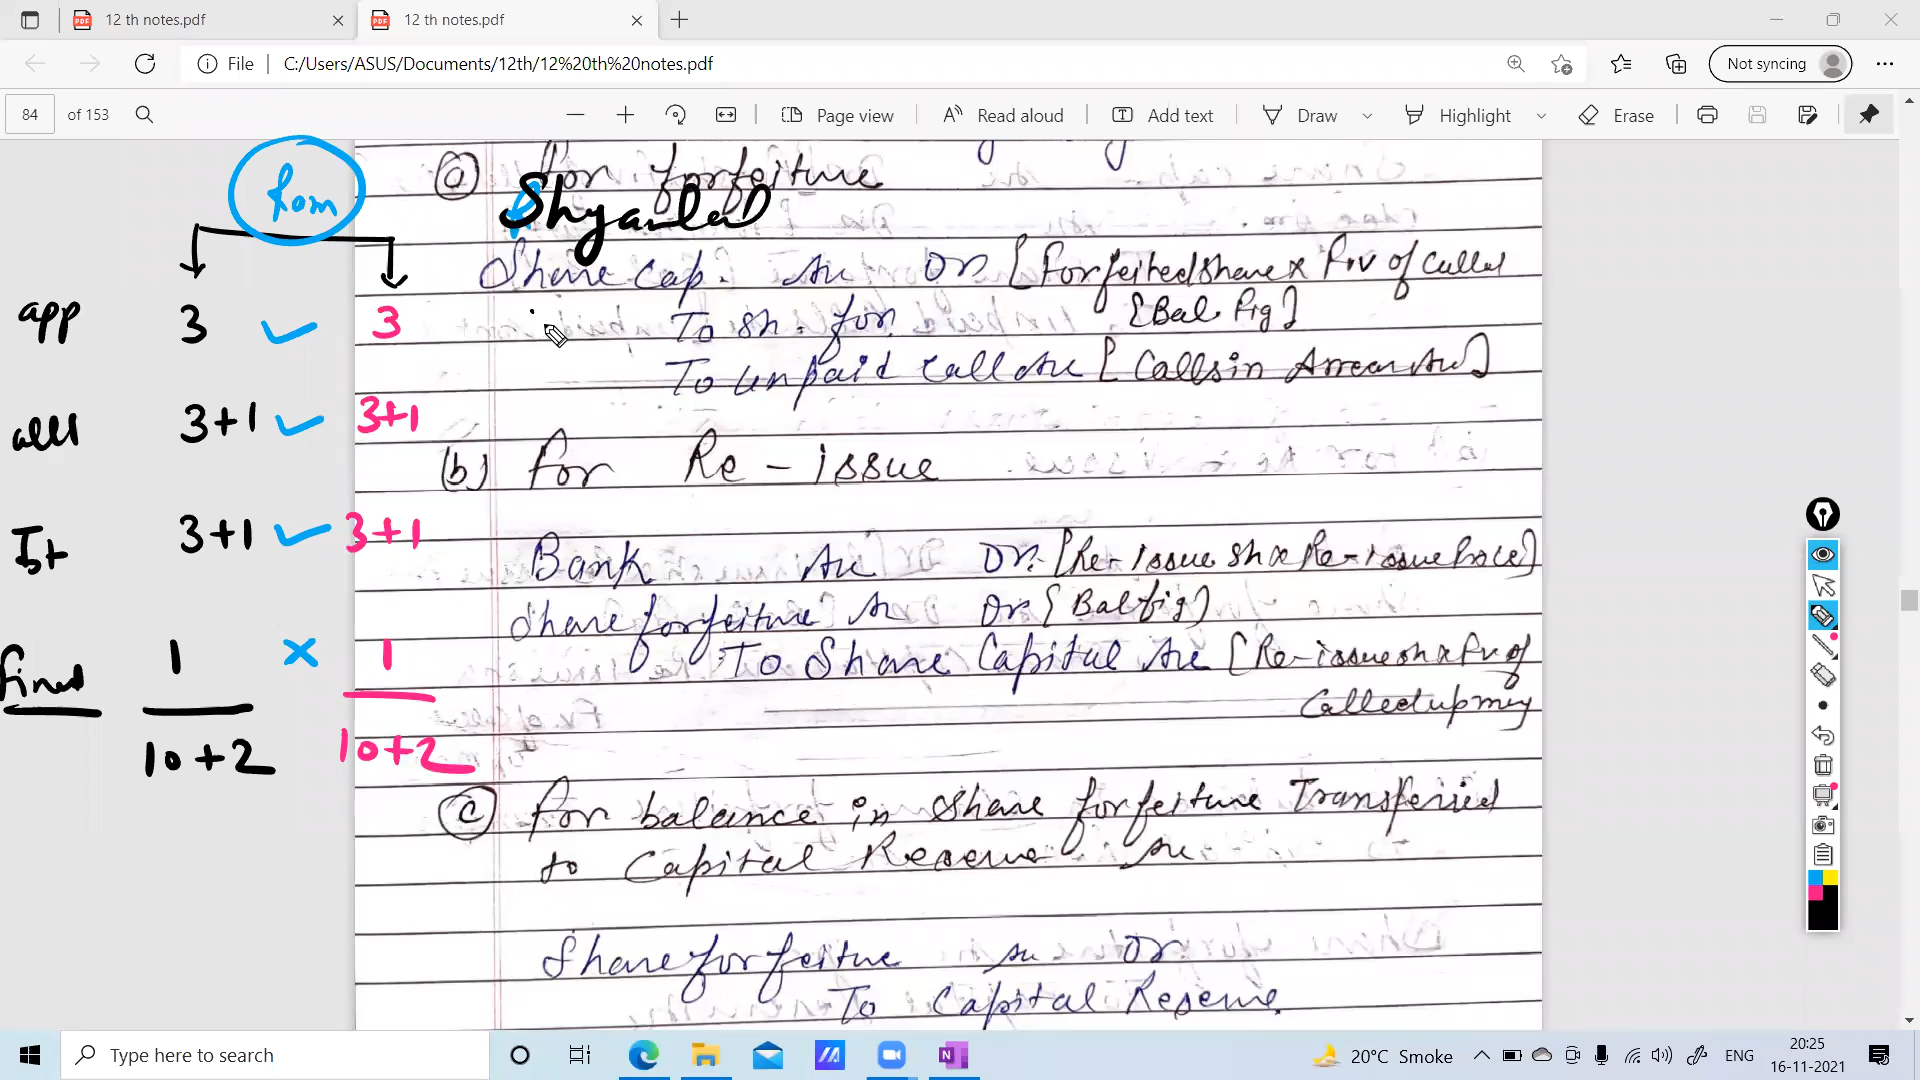 12 th notes.pdf
12 th notes.pdf
File C:/Users/ASUS/Documents/12th/12%20th%20notes.pdf
Not syncing
84 of 153
Page view
Read aloud
Add text
Draw
Highlight
Erase
Ram
app 3 3
allt 3+1 3+1
Ist 3+1 3+1
final 1 × 1
10+2 10+2
(a) for forfeiture
Shyamlal
Share Cap. A/c Dr [Forfeited share x F.V of Called
To sh. for. [Bal. fig]
To unpaid call A/c [Calls in Arrear A/c]
(b) for Re-issue
Bank A/c Dr. [Re-issue sh x Re-issue Price]
Share forfeiture A/c Dr [Bal fig]
To Share Capital A/c [Re-issue sh x F.v of
Called up mey
(c) for balance in Share forfeiture Transferred
to Capital Reserve A/c
Share forfeitue A/c Dr
To Capital Reserve.
Type here to search
20°C Smoke
ENG
20:25
16-11-2021